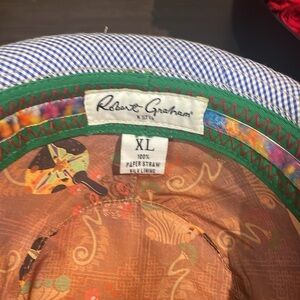 Robert Graham
XL
100%
PAPER STRAW
SILK LINING